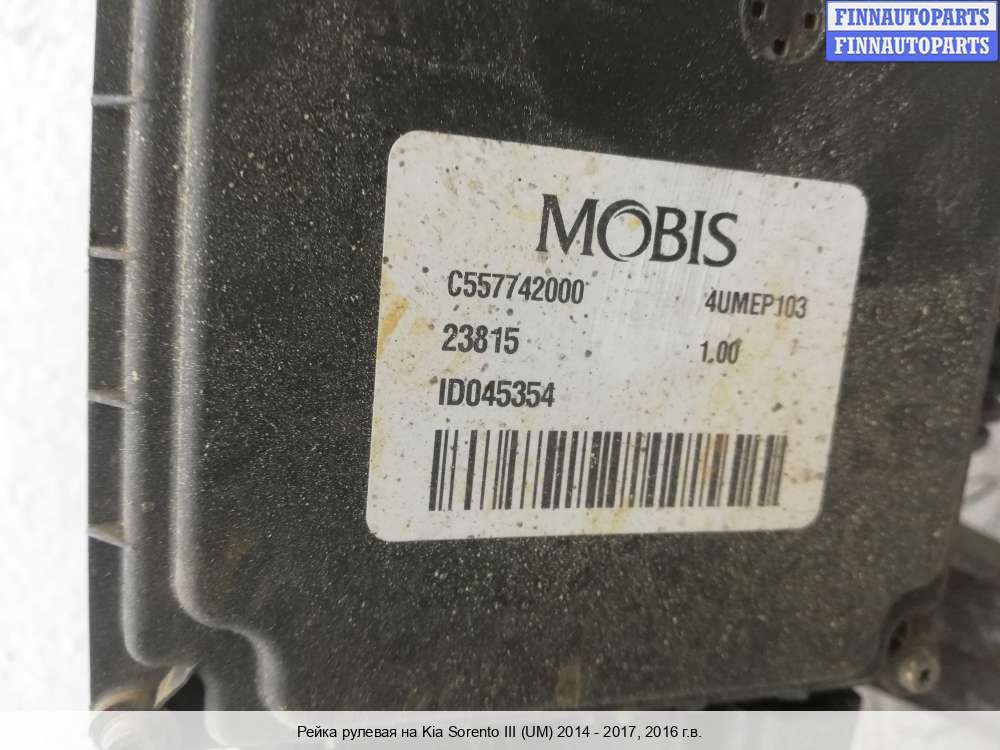 FINNAUTOPARTS
FINNAUTOPARTS
MOBIS
C557742000 4UMEP103
23815 1.00
ID045354
Рейка рулевая на Kia Sorento III (UM) 2014 - 2017, 2016 г.в.